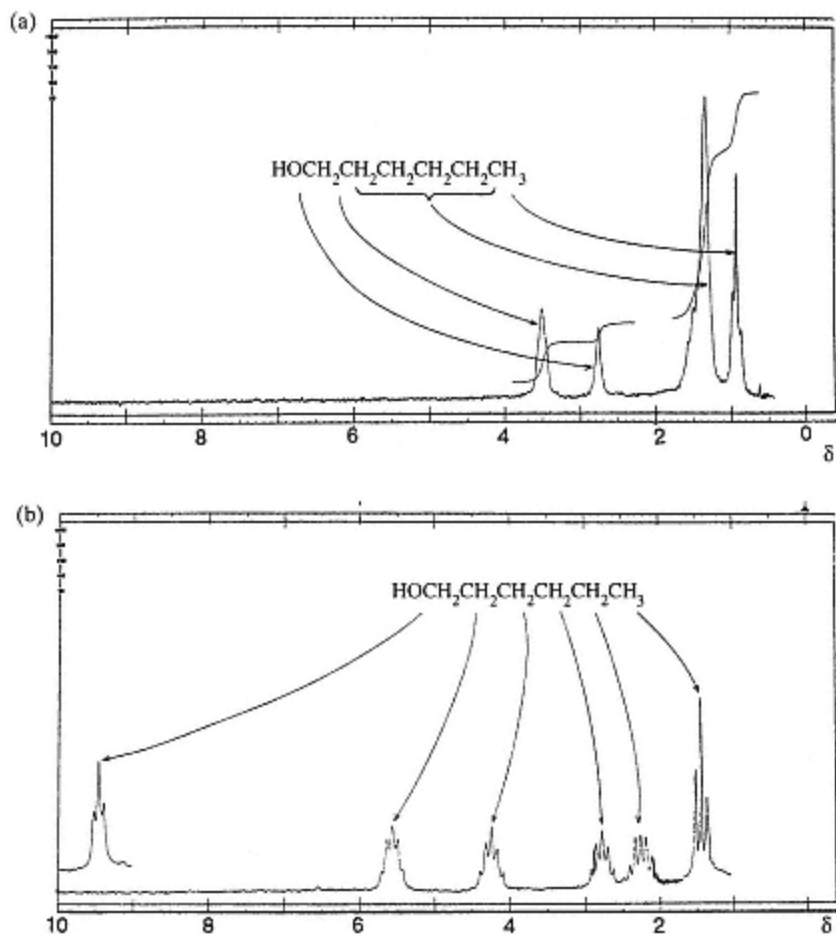 (a)
HOCH₂CH₂CH₂CH₂CH₂CH₃
10 8 6 4 2 0
δ
(b)
HOCH₂CH₂CH₂CH₂CH₂CH₃
10 8 6 4 2 δ